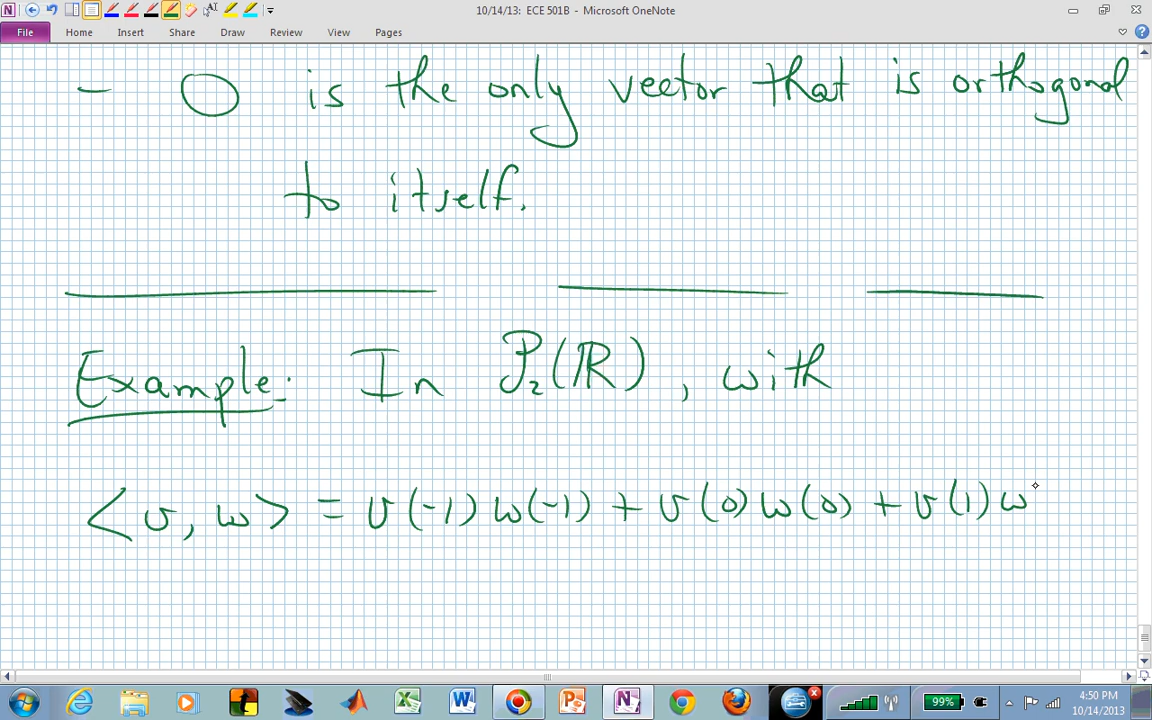 10/14/13: ECE 501B - Microsoft OneNote
File Home Insert Share Draw Review View Pages
- 0 is the only vector that is orthogonal
to itself.
Example: In P₂(ℝ), with
<v, w> = v(-1)w(-1) + v(0)w(0) + v(1)w
99% 4:50 PM
10/14/2013